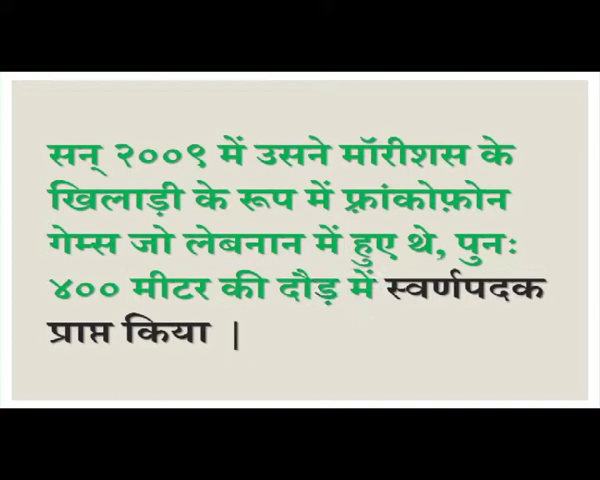 सन् २००९ में उसने मॉरीशस के
खिलाड़ी के रूप में फ़्रांकोफ़ोन
गेम्स जो लेबनान में हुए थे, पुनः
४०० मीटर की दौड़ में स्वर्णपदक
प्राप्त किया |